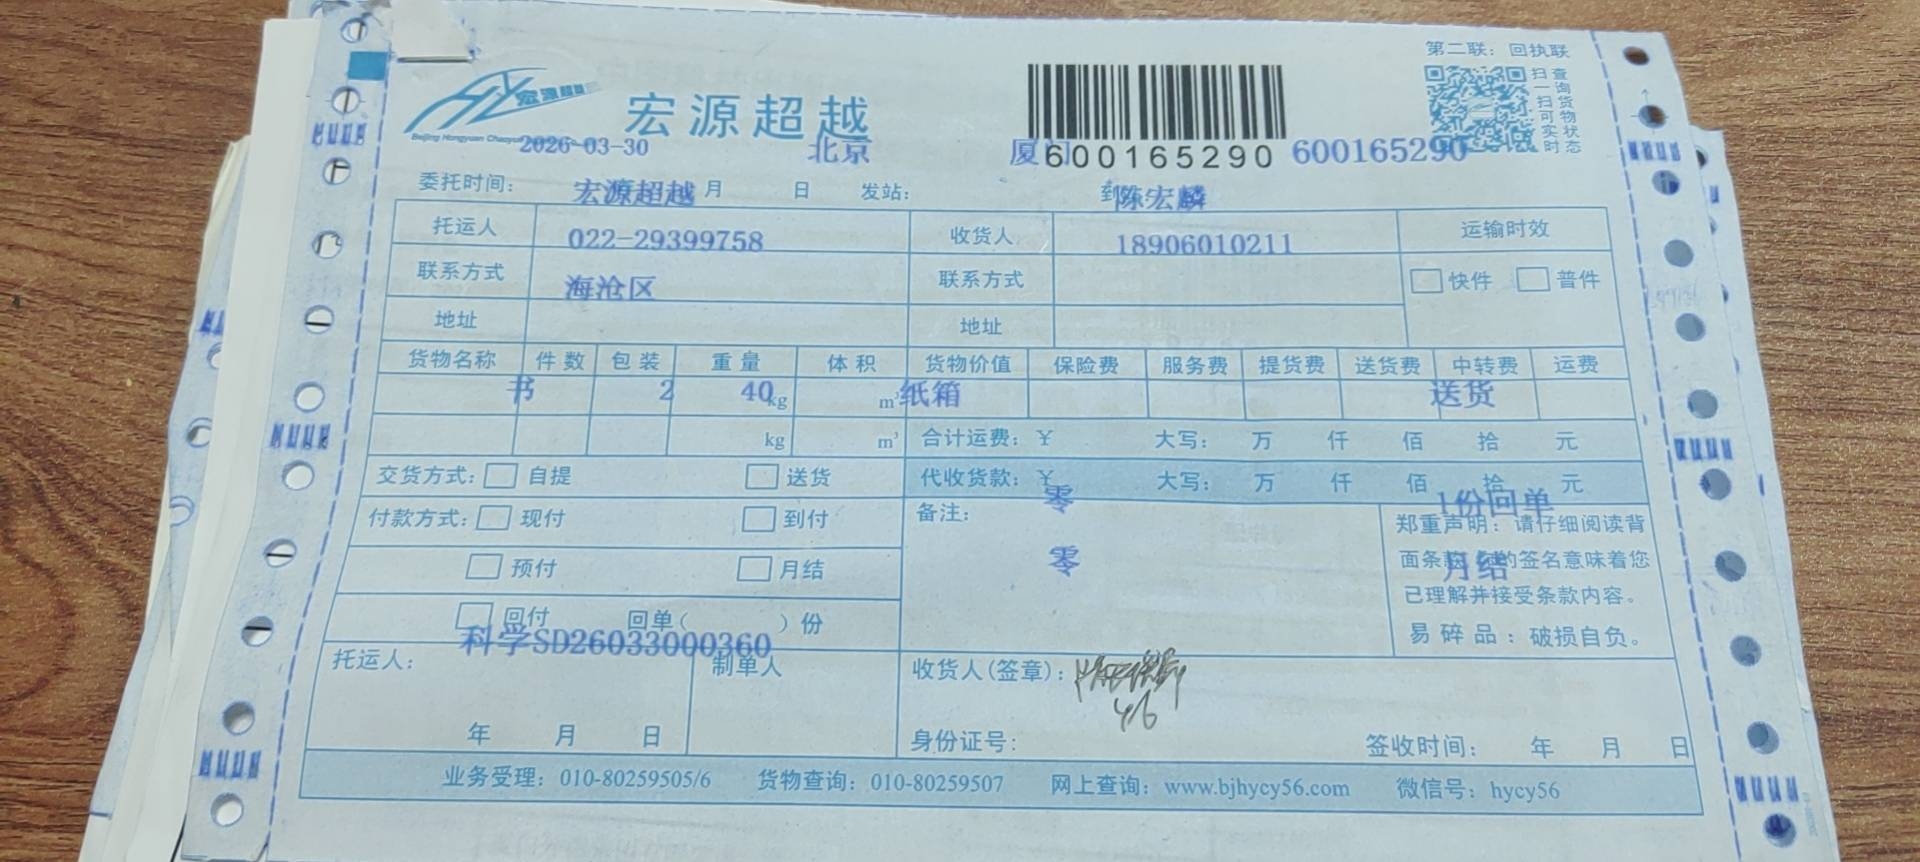 第二联：回执联
宏源超越
Beijing Hongyuan Chaoyue
宏源超越
扫一扫可实时
查询货物状态
2026-03-30 北京 厦门 600165290 600165290
委托时间： 宏源超越 月 日 发站： 到 陈宏麟
托运人 022-29399758 收货人 18906010211 运输时效
联系方式 海沧区 联系方式 快件 普件
地址 地址
货物名称 件数 包装 重量 体积 货物价值 保险费 服务费 提货费 送货费 中转费 运费
书 2 40 kg m³ 纸箱 送货
kg m³ 合计运费：￥ 大写： 万 仟 佰 拾 元
交货方式： 自提 送货 代收货款：￥ 大写： 万 仟 佰 拾 元
零 1份回单
付款方式： 现付 到付 备注： 郑重声明：请仔细阅读背
预付 月结 零 面条款 的签名意味着您
月结
已理解并接受条款内容。
回付 回单（ ）份 易碎品：破损自负。
科学SD26033000360
托运人： 制单人 收货人(签章)：
年 月 日 身份证号： 签收时间： 年 月 日
业务受理：010-80259505/6 货物查询：010-80259507 网上查询：www.bjhycy56.com 微信号：hycy56